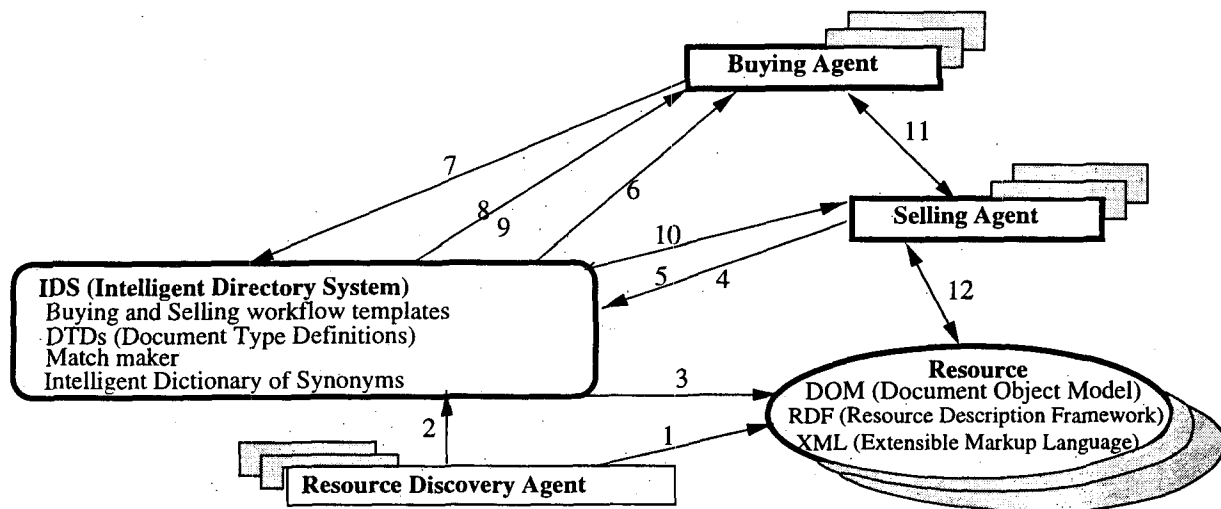 Buying Agent
11
7
6
8
9
Selling Agent
10
5
4
12
IDS (Intelligent Directory System)
Buying and Selling workflow templates
DTDs (Document Type Definitions)
Match maker
Intelligent Dictionary of Synonyms
3
Resource
DOM (Document Object Model)
RDF (Resource Description Framework)
XML (Extensible Markup Language)
2
1
Resource Discovery Agent